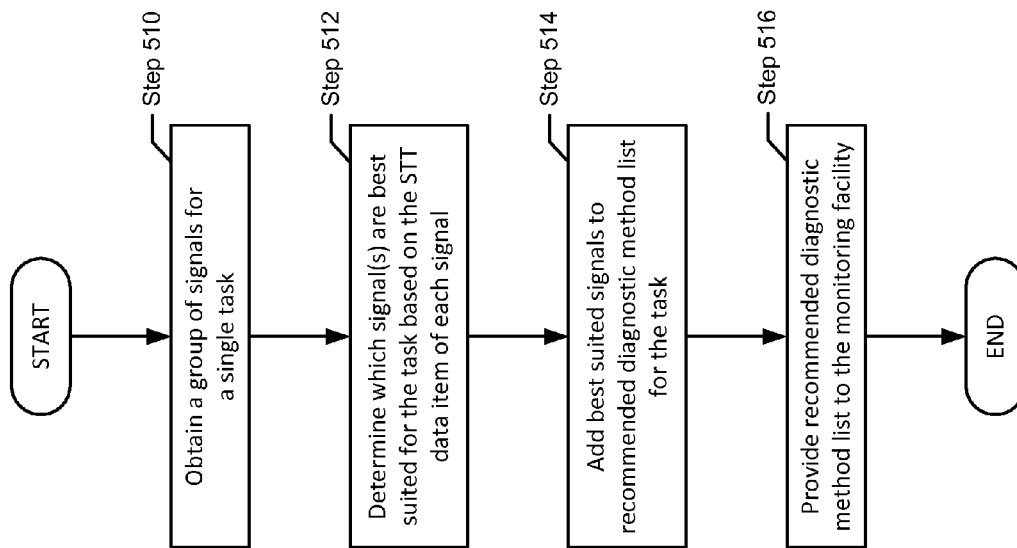 START
Step 510
Obtain a group of signals for
a single task
Step 512
Determine which signal(s) are best
suited for the task based on the STT
data item of each signal
Step 514
Add best suited signals to
recommended diagnostic method list
for the task
Step 516
Provide recommended diagnostic
method list to the monitoring facility
END